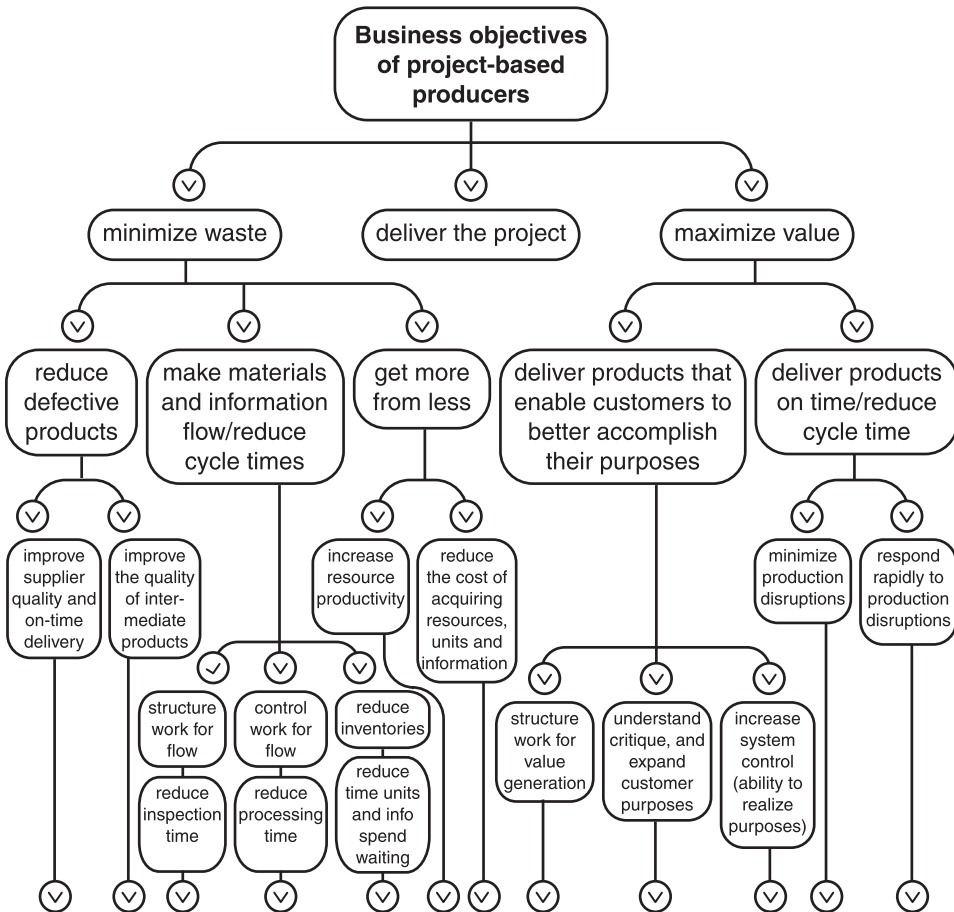 Business objectives
of project-based
producers
minimize waste
deliver the project
maximize value
reduce
defective
products
make materials
and information
flow/reduce
cycle times
get more
from less
deliver products that
enable customers to
better accomplish
their purposes
deliver products
on time/reduce
cycle time
improve
supplier
quality and
on-time
delivery
improve
the quality
of inter-
mediate
products
increase
resource
productivity
reduce
the cost of
acquiring
resources,
units and
information
minimize
production
disruptions
respond
rapidly to
production
disruptions
structure
work for
flow
control
work for
flow
reduce
inventories
structure
work for
value
generation
understand
critique, and
expand
customer
purposes
increase
system
control
(ability to
realize
purposes)
reduce
inspection
time
reduce
processing
time
reduce
time units
and info
spend
waiting